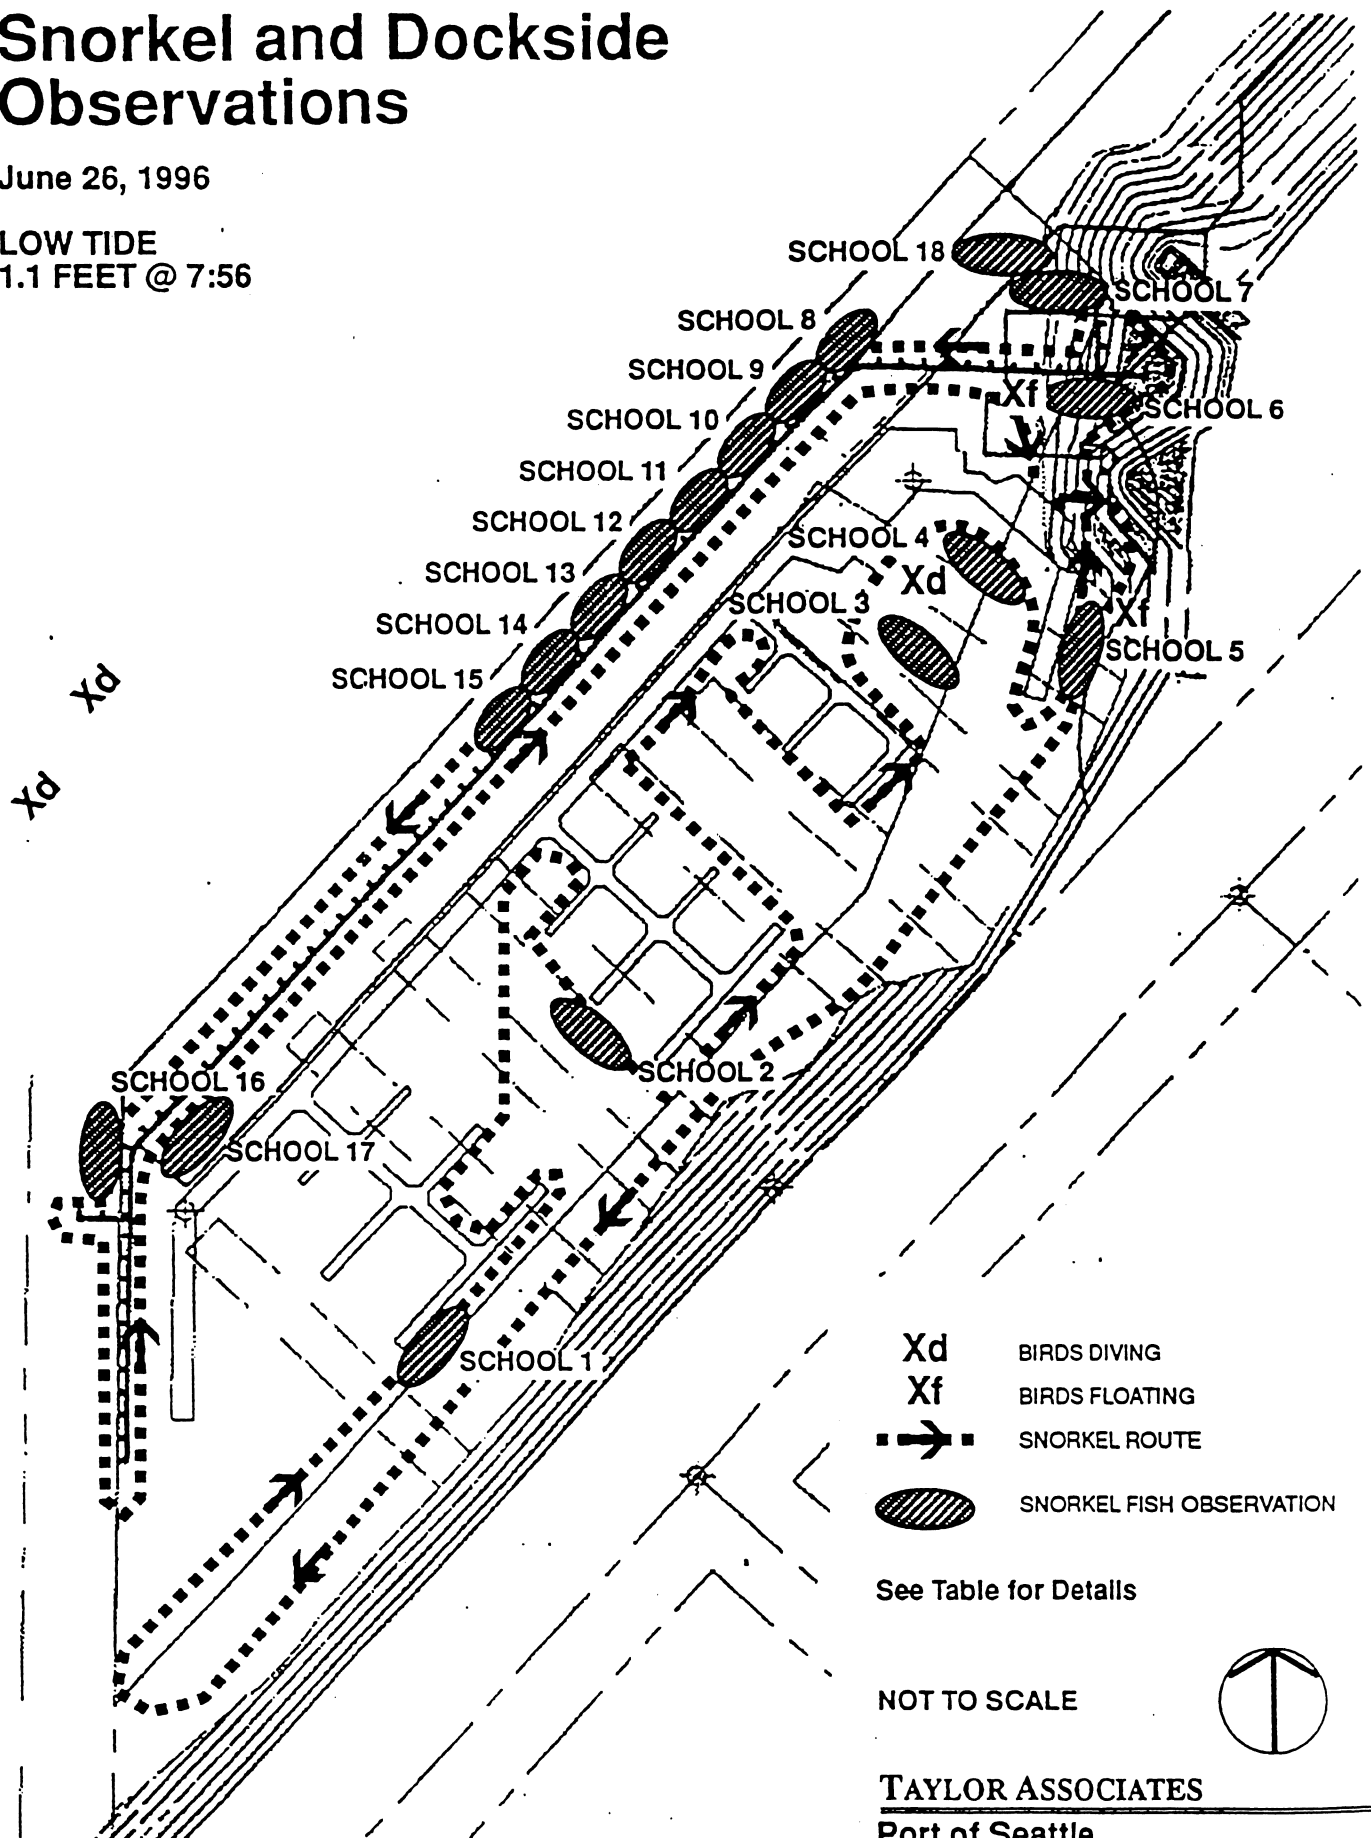 Snorkel and Dockside
Observations
June 26, 1996
LOW TIDE
1.1 FEET @ 7:56
SCHOOL 18
SCHOOL 7
SCHOOL 8
SCHOOL 9
Xf
SCHOOL 6
SCHOOL 10
SCHOOL 11
SCHOOL 12
SCHOOL 4
SCHOOL 13
Xd
SCHOOL 3
Xf
SCHOOL 14
SCHOOL 5
SCHOOL 15
Xd
Xd
SCHOOL 2
SCHOOL 16
SCHOOL 17
SCHOOL 1
Xd BIRDS DIVING
Xf BIRDS FLOATING
SNORKEL ROUTE
SNORKEL FISH OBSERVATION
See Table for Details
NOT TO SCALE
TAYLOR ASSOCIATES
Port of Seattle